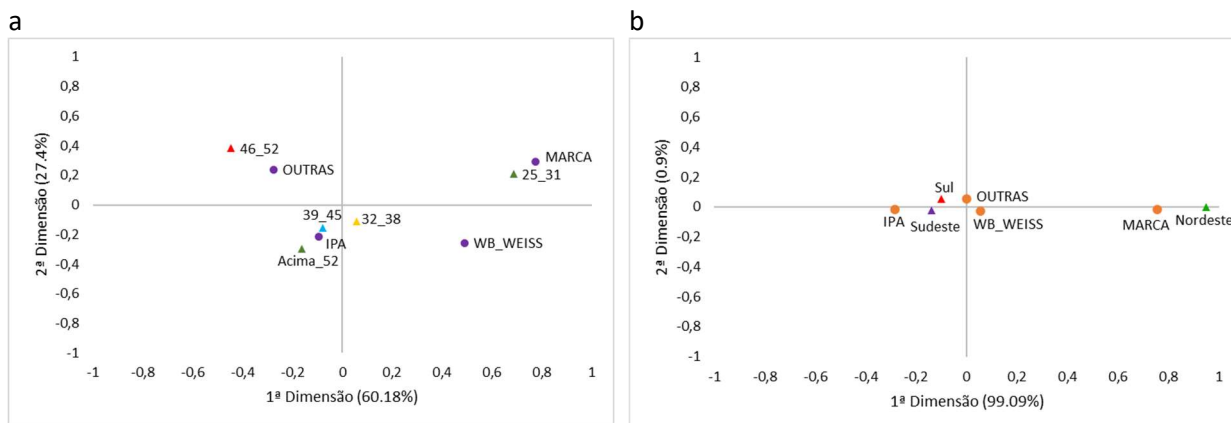 a
1
0,8
0,6
0,4
0,2
0
-0,2
-0,4
-0,6
-0,8
-1
2ª Dimensão (27.4%)
46_52
OUTRAS
MARCA
25_31
39_45
32_38
IPA
Acima_52
WB_WEISS
-1 -0,8 -0,6 -0,4 -0,2 0 0,2 0,4 0,6 0,8 1
1ª Dimensão (60.18%)
b
1
0,8
0,6
0,4
0,2
0
-0,2
-0,4
-0,6
-0,8
-1
2ª Dimensão (0.9%)
Sul
OUTRAS
IPA
Sudeste
WB_WEISS
MARCA
Nordeste
-1 -0,8 -0,6 -0,4 -0,2 0 0,2 0,4 0,6 0,8 1
1ª Dimensão (99.09%)